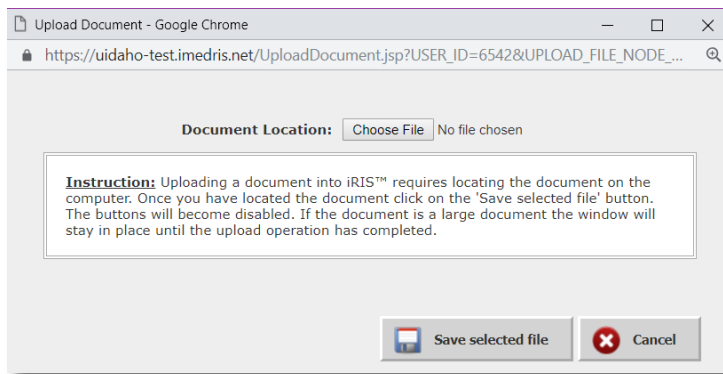 Upload Document - Google Chrome
https://uidaho-test.imedris.net/UploadDocument.jsp?USER_ID=6542&UPLOAD_FILE_NODE_...
Document Location: Choose File No file chosen
Instruction: Uploading a document into iRIS™ requires locating the document on the
computer. Once you have located the document click on the 'Save selected file' button.
The buttons will become disabled. If the document is a large document the window will
stay in place until the upload operation has completed.
Save selected file Cancel